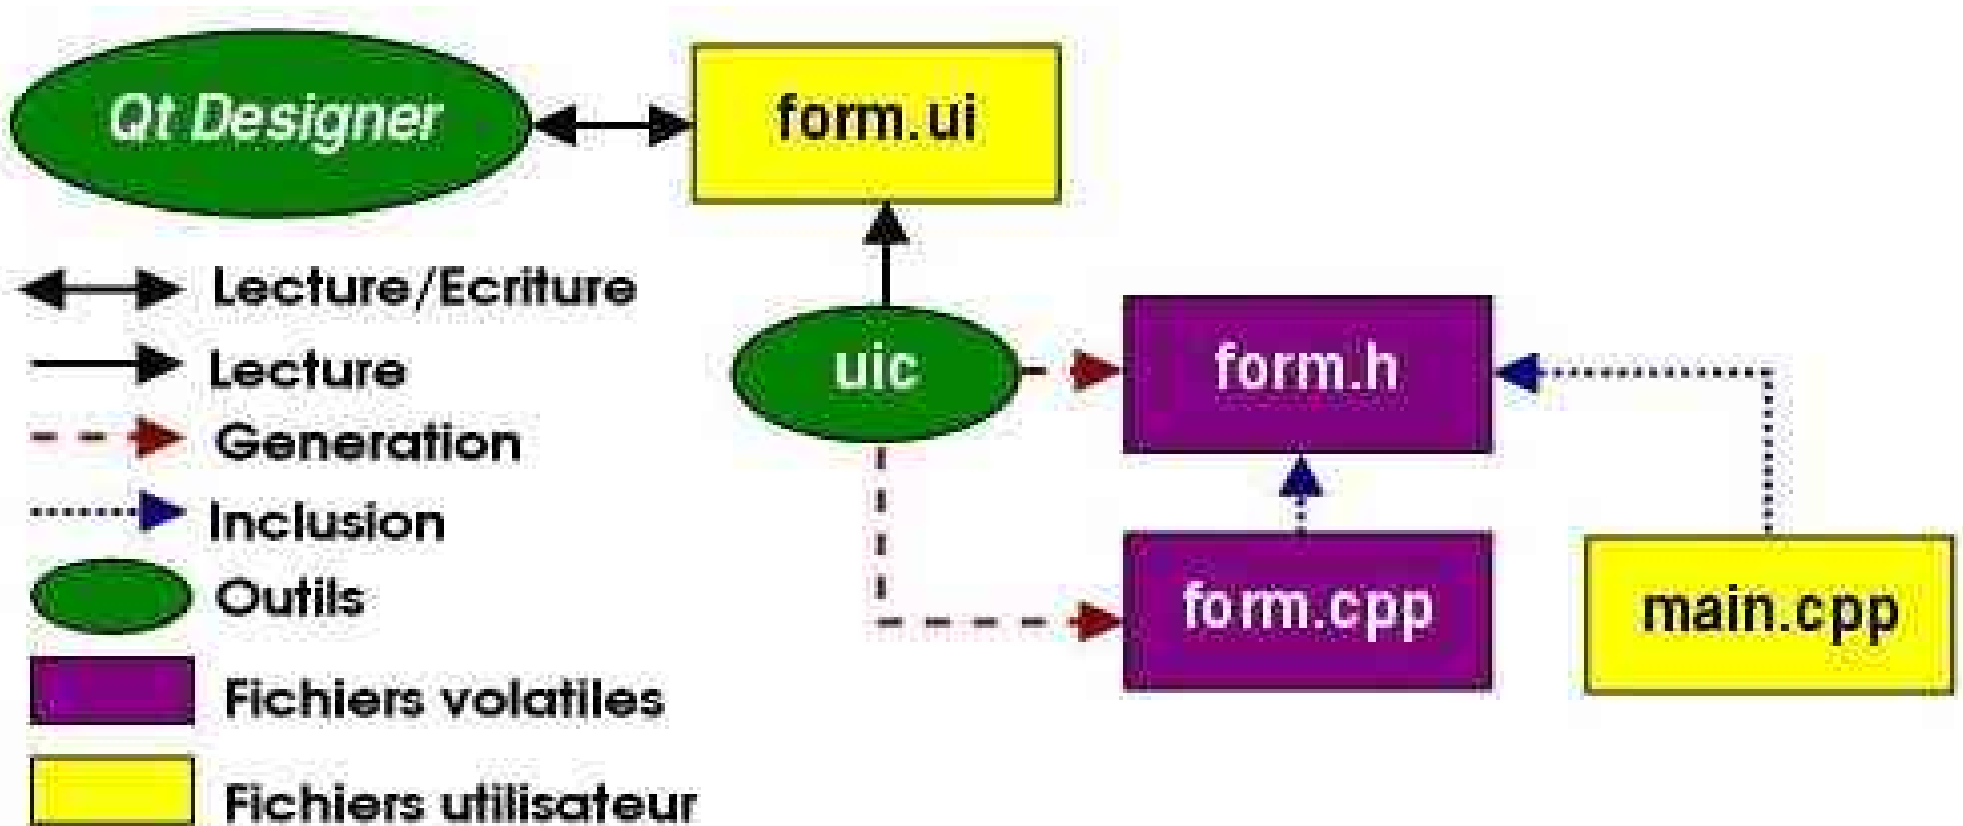 Qt Designer
form.ui
Lecture/Ecriture
Lecture
Generation
Inclusion
Outils
Fichiers volatiles
Fichiers utilisateur
uic
form.h
form.cpp
main.cpp